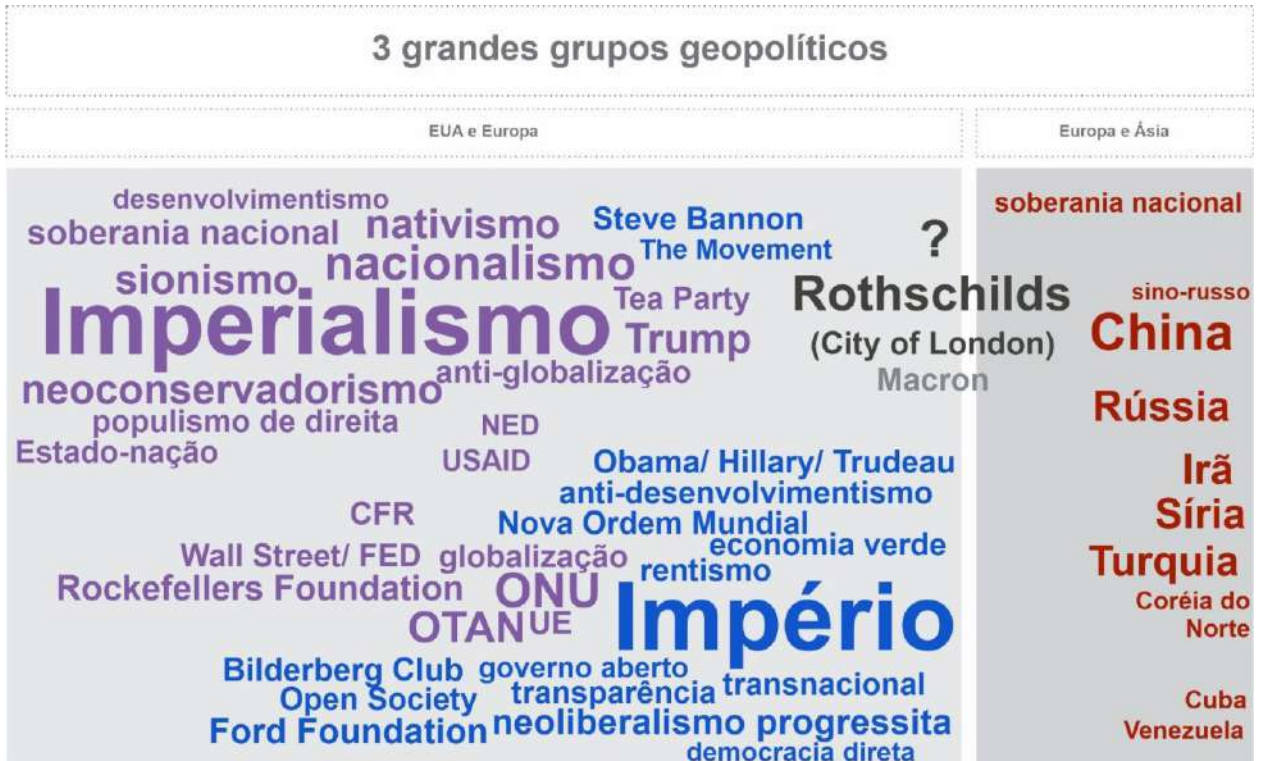 3 grandes grupos geopolíticos
EUA e Europa
Europa e Ásia
desenvolvimentismo
soberania nacional
nativismo
Steve Bannon
The Movement
nacionalismo
sionismo
Imperialismo
Tea Party
Trump
anti-globalização
neoconservadorismo
populismo de direita
Estado-nação
NED
USAID
?
Rothschilds
(City of London)
Macron
Obama/ Hillary/ Trudeau
anti-desenvolvimentismo
Nova Ordem Mundial
economia verde
rentismo
CFR
Wall Street/ FED
globalização
Rockefellers Foundation
ONU
OTAN
UE
Império
Bilderberg Club
governo aberto
Open Society
transparência
transnacional
Ford Foundation
neoliberalismo progressita
democracia direta
soberania nacional
sino-russo
China
Rússia
Irã
Síria
Turquia
Coréia do
Norte
Cuba
Venezuela